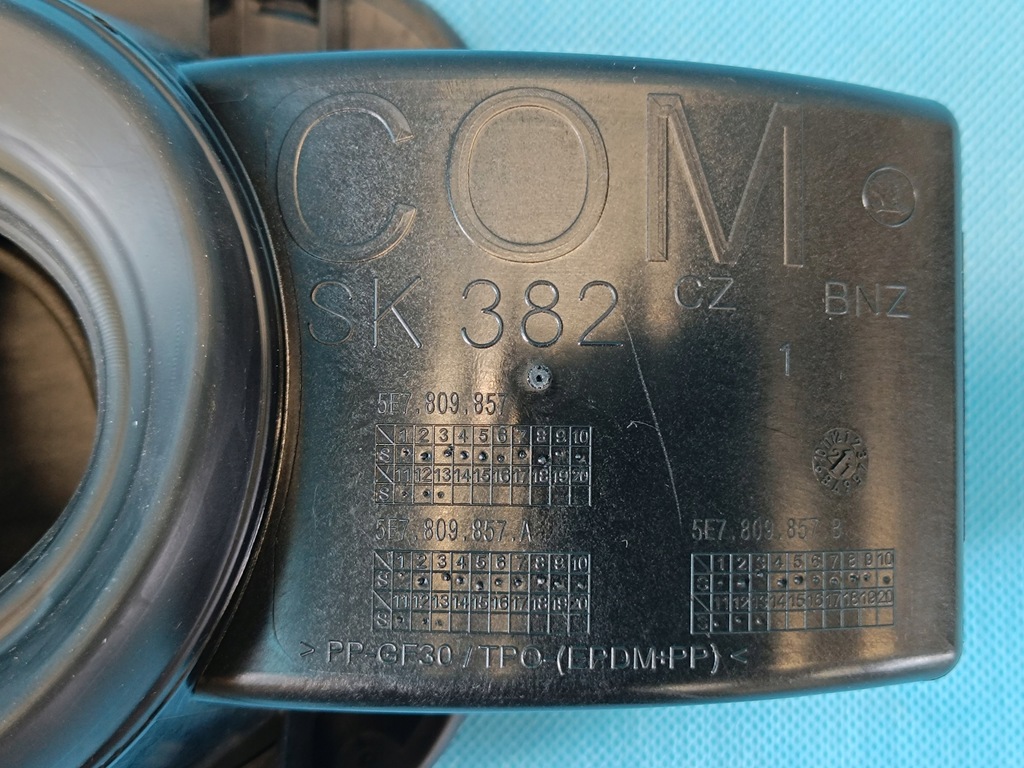 COM
SK 382 CZ BNZ
1
5E7.809.857
1 2 3 4 5 6 7 8 9 10
S
11 12 13 14 15 16 17 18 19 20
S
5E7.809.857.A
1 2 3 4 5 6 7 8 9 10
S
11 12 13 14 15 16 17 18 19 20
S
5E7.809.857.B
1 2 3 4 5 6 7 8 9 10
S
11 12 13 14 15 16 17 18 19 20
S
>PP-GF30/TPO-(EPDM+PP)<